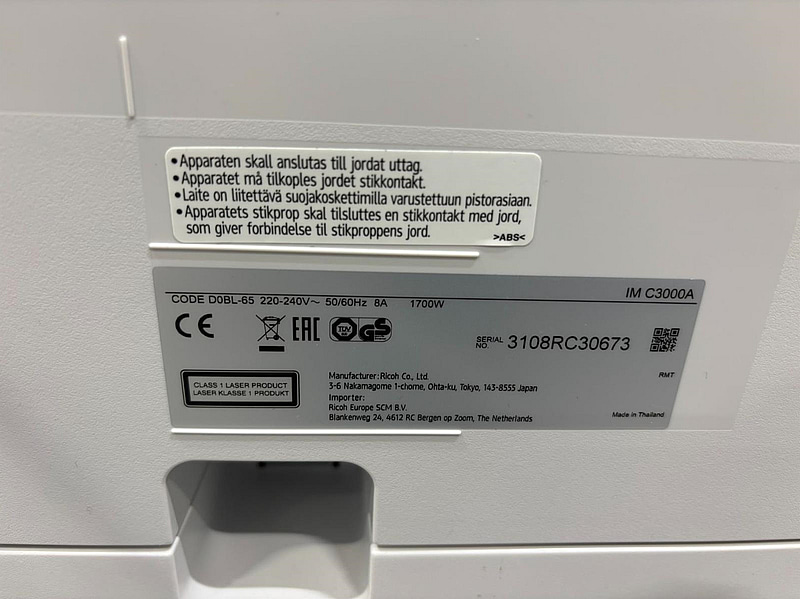 •Apparaten skall anslutas till jordat uttag.
•Apparatet må tilkoples jordet stikkontakt.
•Laite on liitettävä suojakoskettimilla varustettuun pistorasiaan.
•Apparatets stikprop skal tilsluttes en stikkontakt med jord,
som giver forbindelse til stikproppens jord.
>ABS<
IM C3000A
CODE D0BL-65 220-240V~ 50/60Hz 8A 1700W
CE EAC TÜV GS
SERIAL NO. 3108RC30673
RMT
CLASS 1 LASER PRODUCT
LASER KLASSE 1 PRODUKT
Manufacturer: Ricoh Co., Ltd.
3-6 Nakamagome 1-chome, Ohta-ku, Tokyo, 143-8555 Japan
Importer:
Ricoh Europe SCM B.V.
Blankenweg 24, 4612 RC Bergen op Zoom, The Netherlands
Made in Thailand